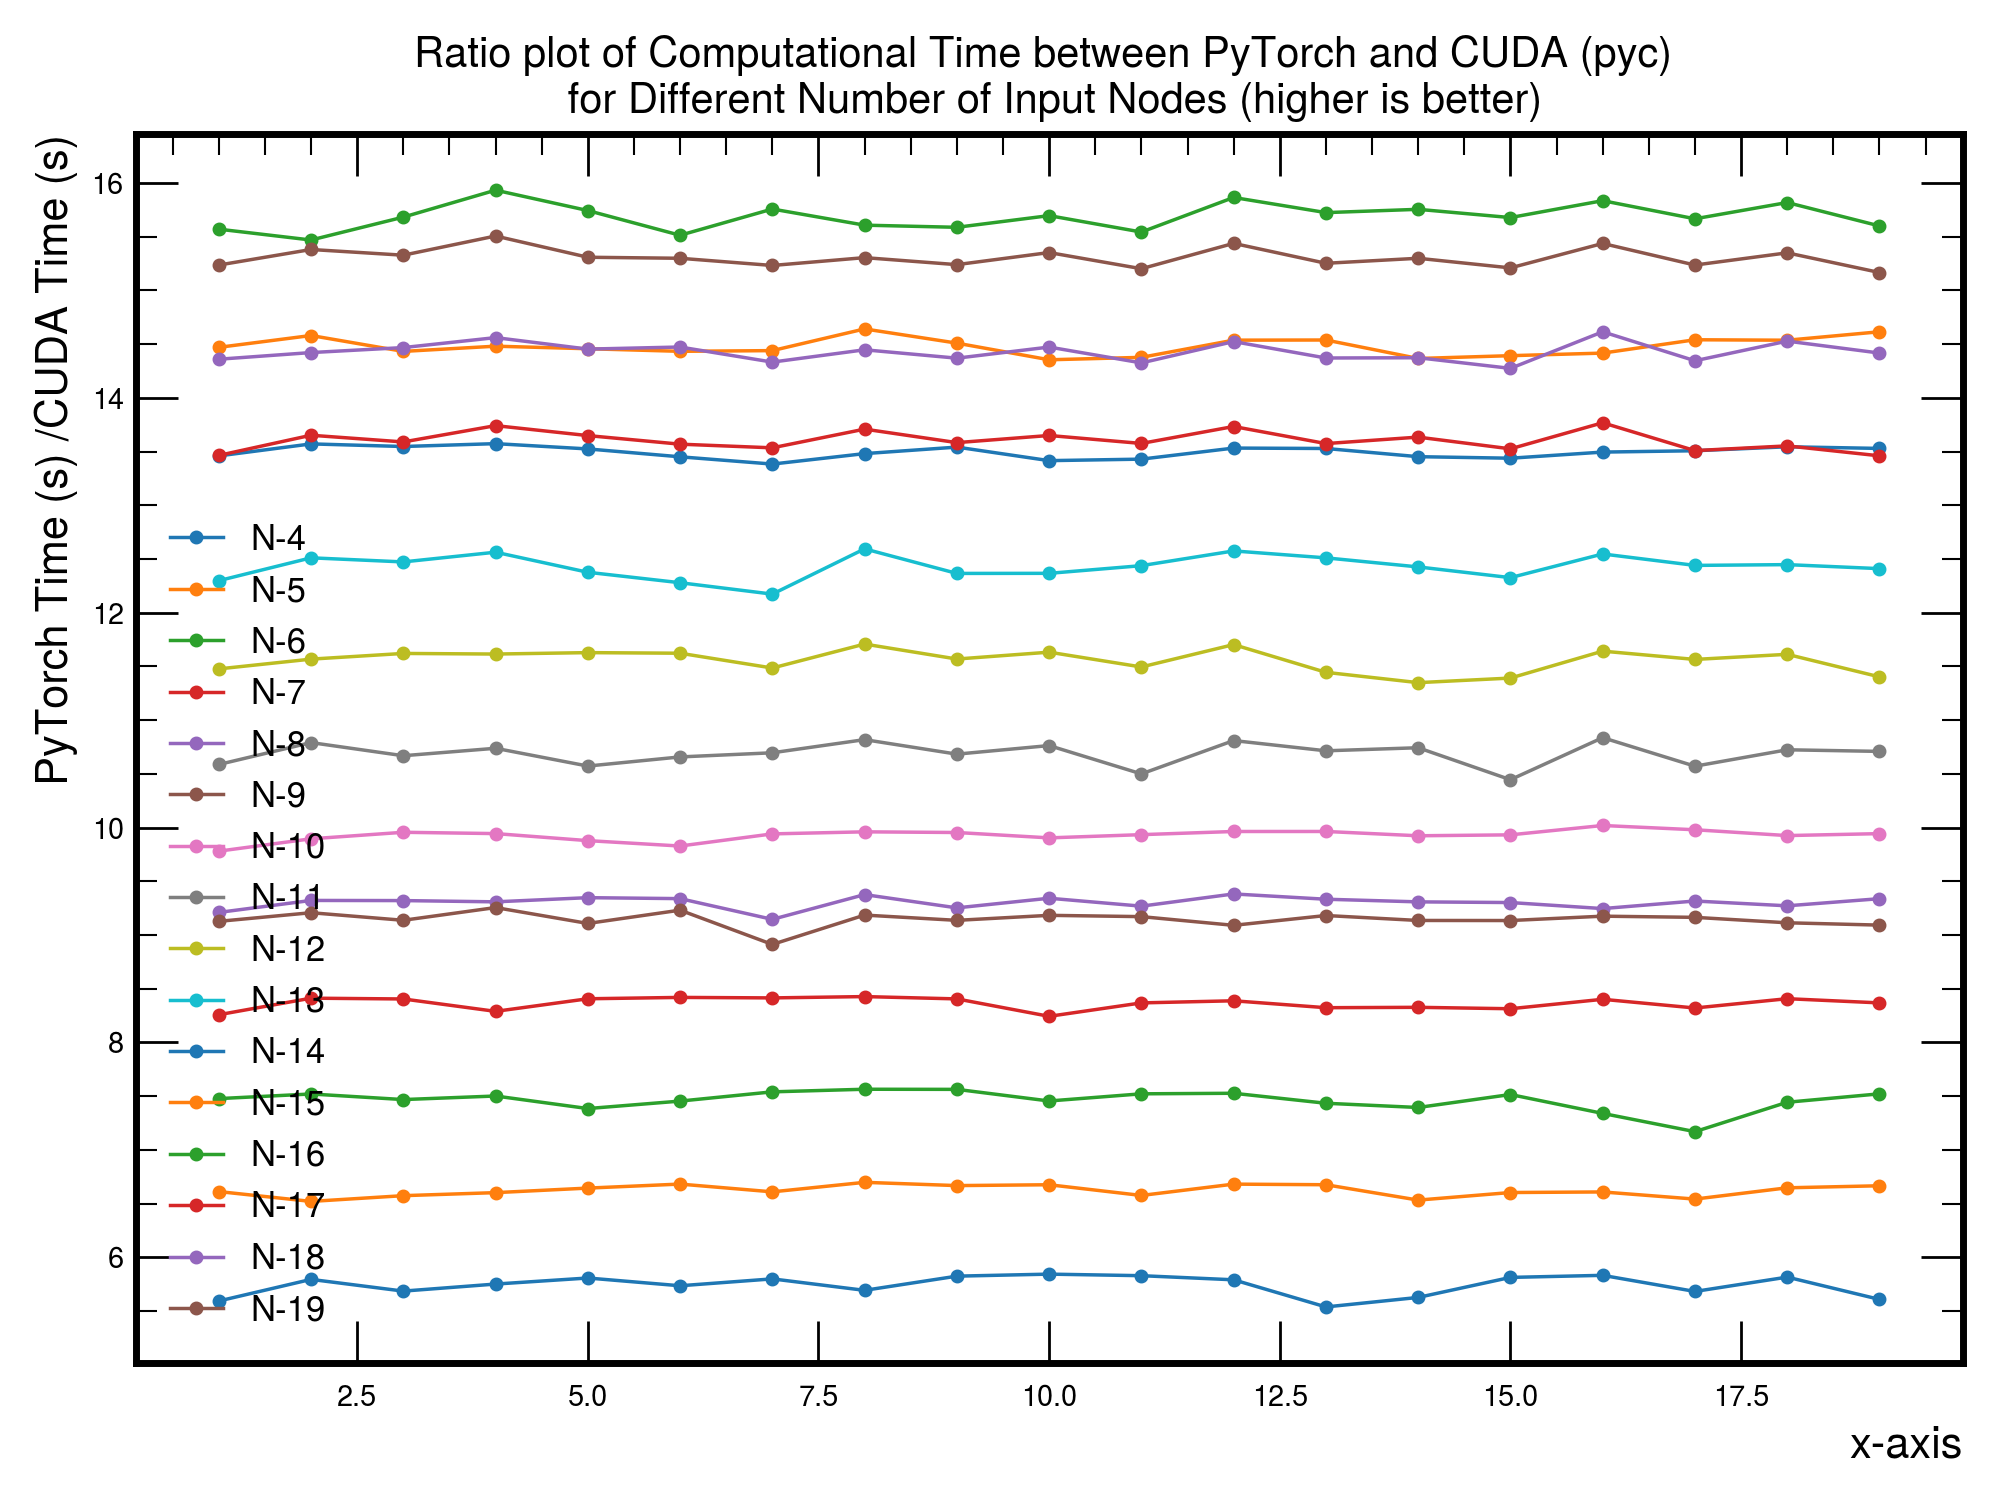 Ratio plot of Computational Time between PyTorch and CUDA (pyc)
for Different Number of Input Nodes (higher is better)
PyTorch Time (s) /CUDA Time (s)
16
14
12
10
8
6
N-4
N-5
N-6
N-7
N-8
N-9
N-10
N-11
N-12
N-13
N-14
N-15
N-16
N-17
N-18
N-19
2.5 5.0 7.5 10.0 12.5 15.0 17.5
x-axis